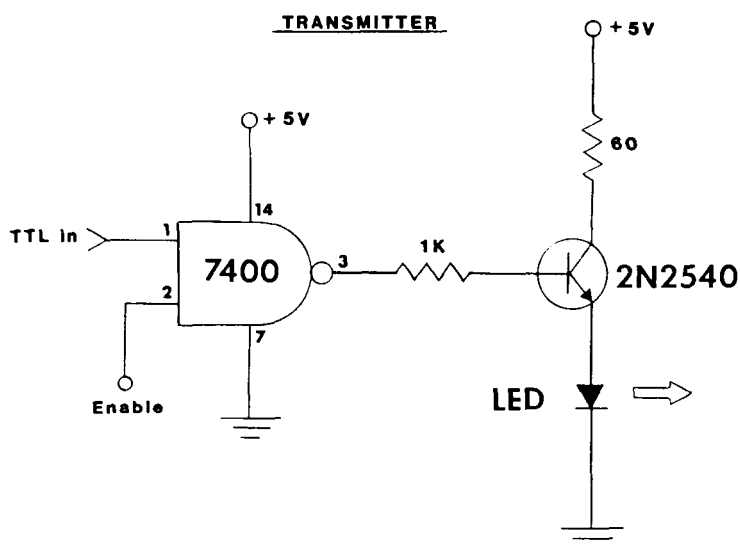 TRANSMITTER
+5V
+5V
60
14
TTL in
1
7400
3
1K
2N2540
2
7
LED
Enable